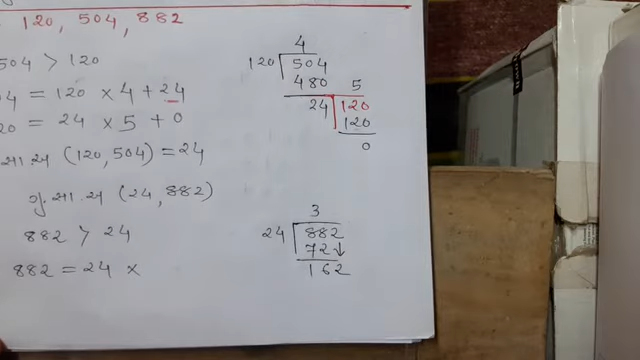 120, 504, 882
504 > 120
04 = 120 × 4 + 24
20 = 24 × 5 + 0
સા.અ (120, 504) = 24
ગુ.સા.અ (24, 882)
882 > 24
882 = 24 ×
4
120 504
480 5
24 120
120
0
3
24 882
72↓
162